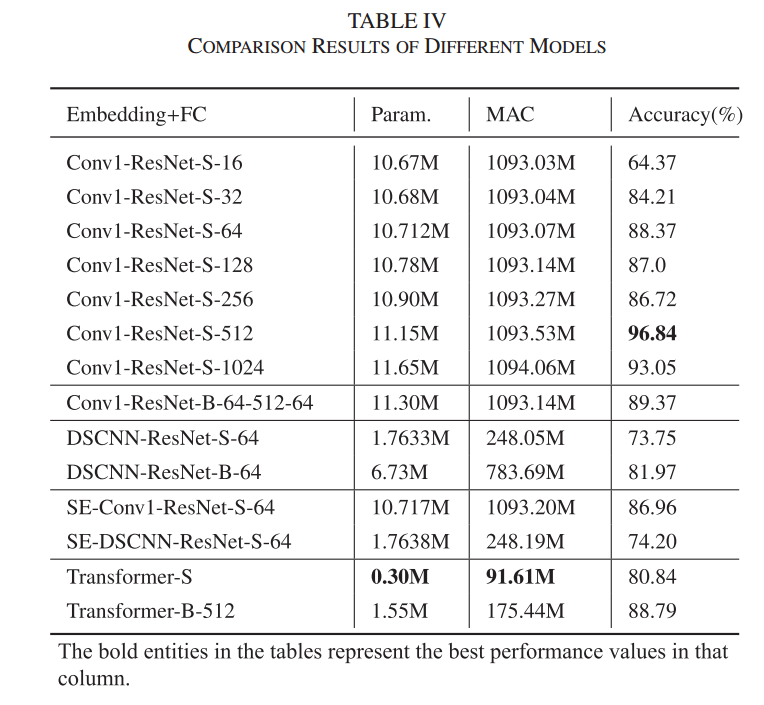 TABLE IV
COMPARISON RESULTS OF DIFFERENT MODELS
Embedding+FC Param. MAC Accuracy(%)
Conv1-ResNet-S-16 10.67M 1093.03M 64.37
Conv1-ResNet-S-32 10.68M 1093.04M 84.21
Conv1-ResNet-S-64 10.712M 1093.07M 88.37
Conv1-ResNet-S-128 10.78M 1093.14M 87.0
Conv1-ResNet-S-256 10.90M 1093.27M 86.72
Conv1-ResNet-S-512 11.15M 1093.53M 96.84
Conv1-ResNet-S-1024 11.65M 1094.06M 93.05
Conv1-ResNet-B-64-512-64 11.30M 1093.14M 89.37
DSCNN-ResNet-S-64 1.7633M 248.05M 73.75
DSCNN-ResNet-B-64 6.73M 783.69M 81.97
SE-Conv1-ResNet-S-64 10.717M 1093.20M 86.96
SE-DSCNN-ResNet-S-64 1.7638M 248.19M 74.20
Transformer-S 0.30M 91.61M 80.84
Transformer-B-512 1.55M 175.44M 88.79
The bold entities in the tables represent the best performance values in that
column.